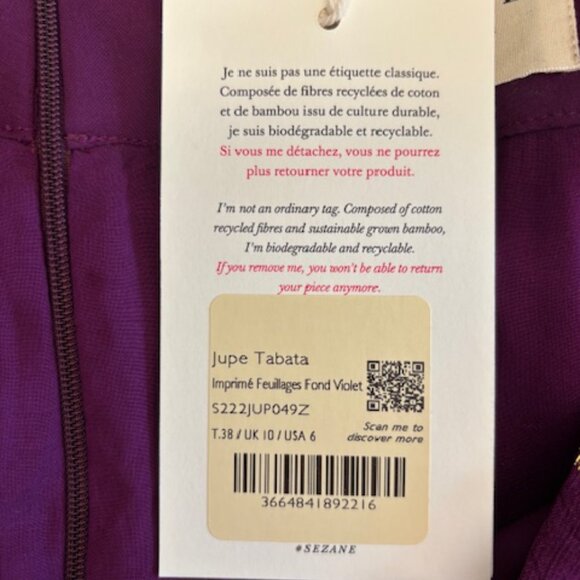 Je ne suis pas une étiquette classique.
Composée de fibres recyclées de coton
et de bambou issu de culture durable,
je suis biodégradable et recyclable.
Si vous me détachez, vous ne pourrez
plus retourner votre produit.
I'm not an ordinary tag. Composed of cotton
recycled fibres and sustainable grown bamboo,
I'm biodegradable and recyclable.
If you remove me, you won't be able to return
your piece anymore.
Jupe Tabata
Imprimé Feuillages Fond Violet
S222JUP049Z
T.38 / UK 10 / USA 6
Scan me to
discover more
3664841892216
#SEZANE